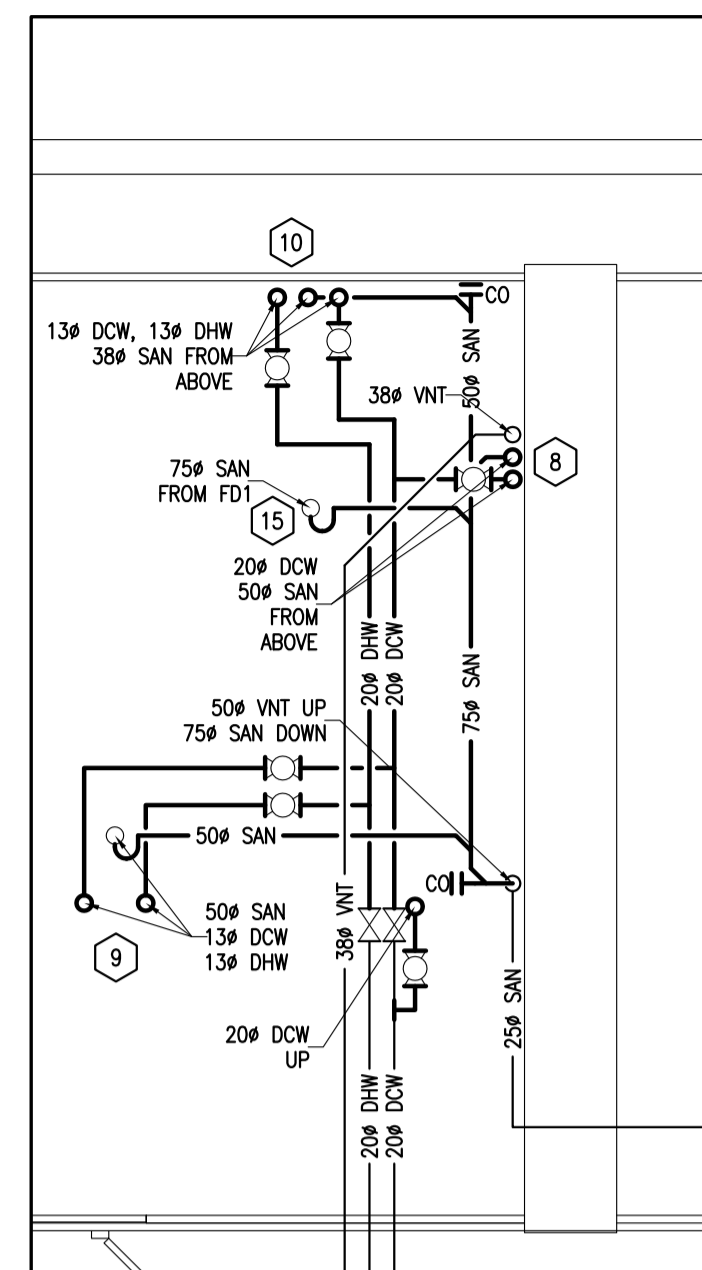 10
CO
13ø DCW, 13ø DHW
38ø SAN FROM
ABOVE
50ø SAN
38ø VNT
8
75ø SAN
FROM FD1
15
20ø DCW
50ø SAN
FROM
ABOVE
20ø DHW
20ø DCW
75ø SAN
50ø VNT UP
75ø SAN DOWN
50ø SAN
CO
50ø SAN
13ø DCW
13ø DHW
9
38ø VNT
20ø DCW
UP
25ø SAN
20ø DHW
20ø DCW